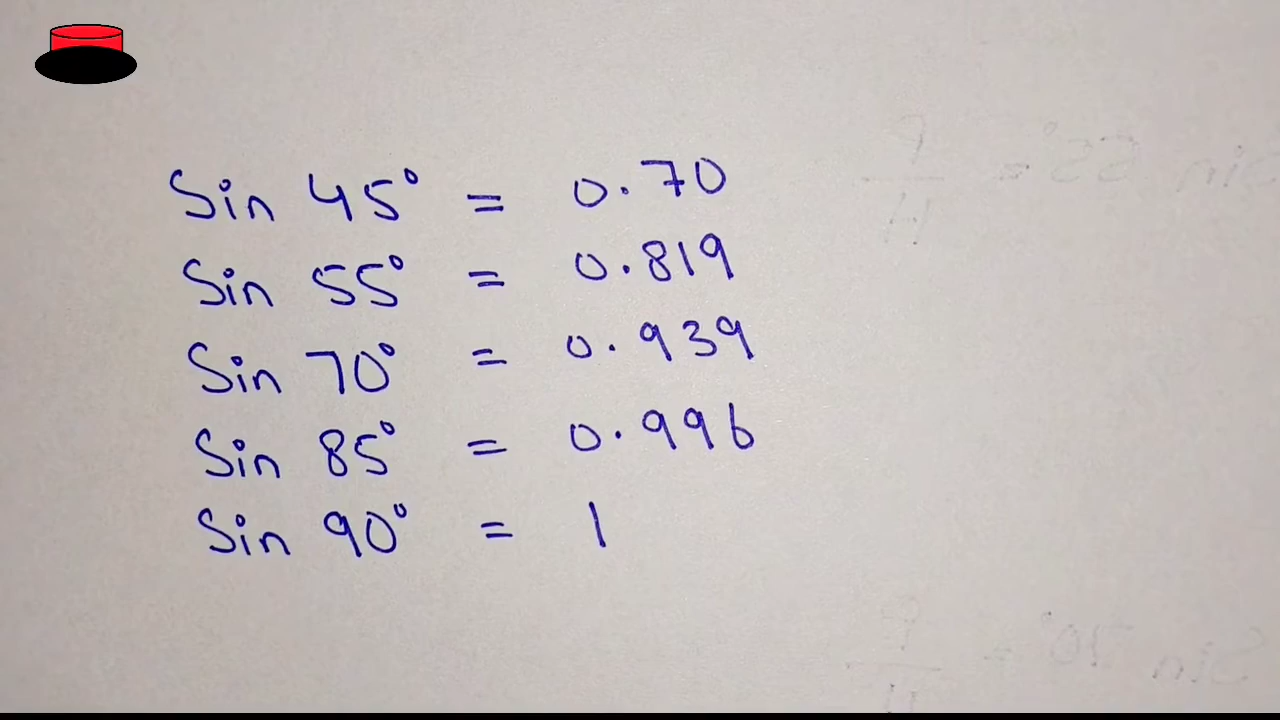 Sin 45° = 0.70
Sin 55° = 0.819
Sin 70° = 0.939
Sin 85° = 0.996
Sin 90° = 1